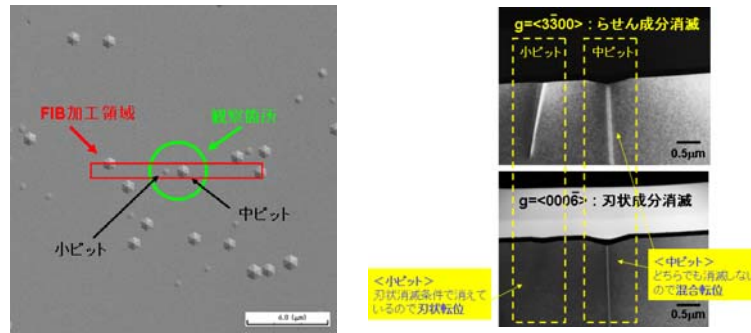 FIB加工領域
観察箇所
中ピット
小ピット
6.0 (μm)
g=<33̅00>：らせん成分消滅
小ピット
中ピット
0.5μm
g=<0006̅>：刃状成分消滅
<小ピット>
刃状消滅条件で消えて
いるので刃状転位
<中ピット>
どちらでも消滅しない
ので混合転位
0.5μm